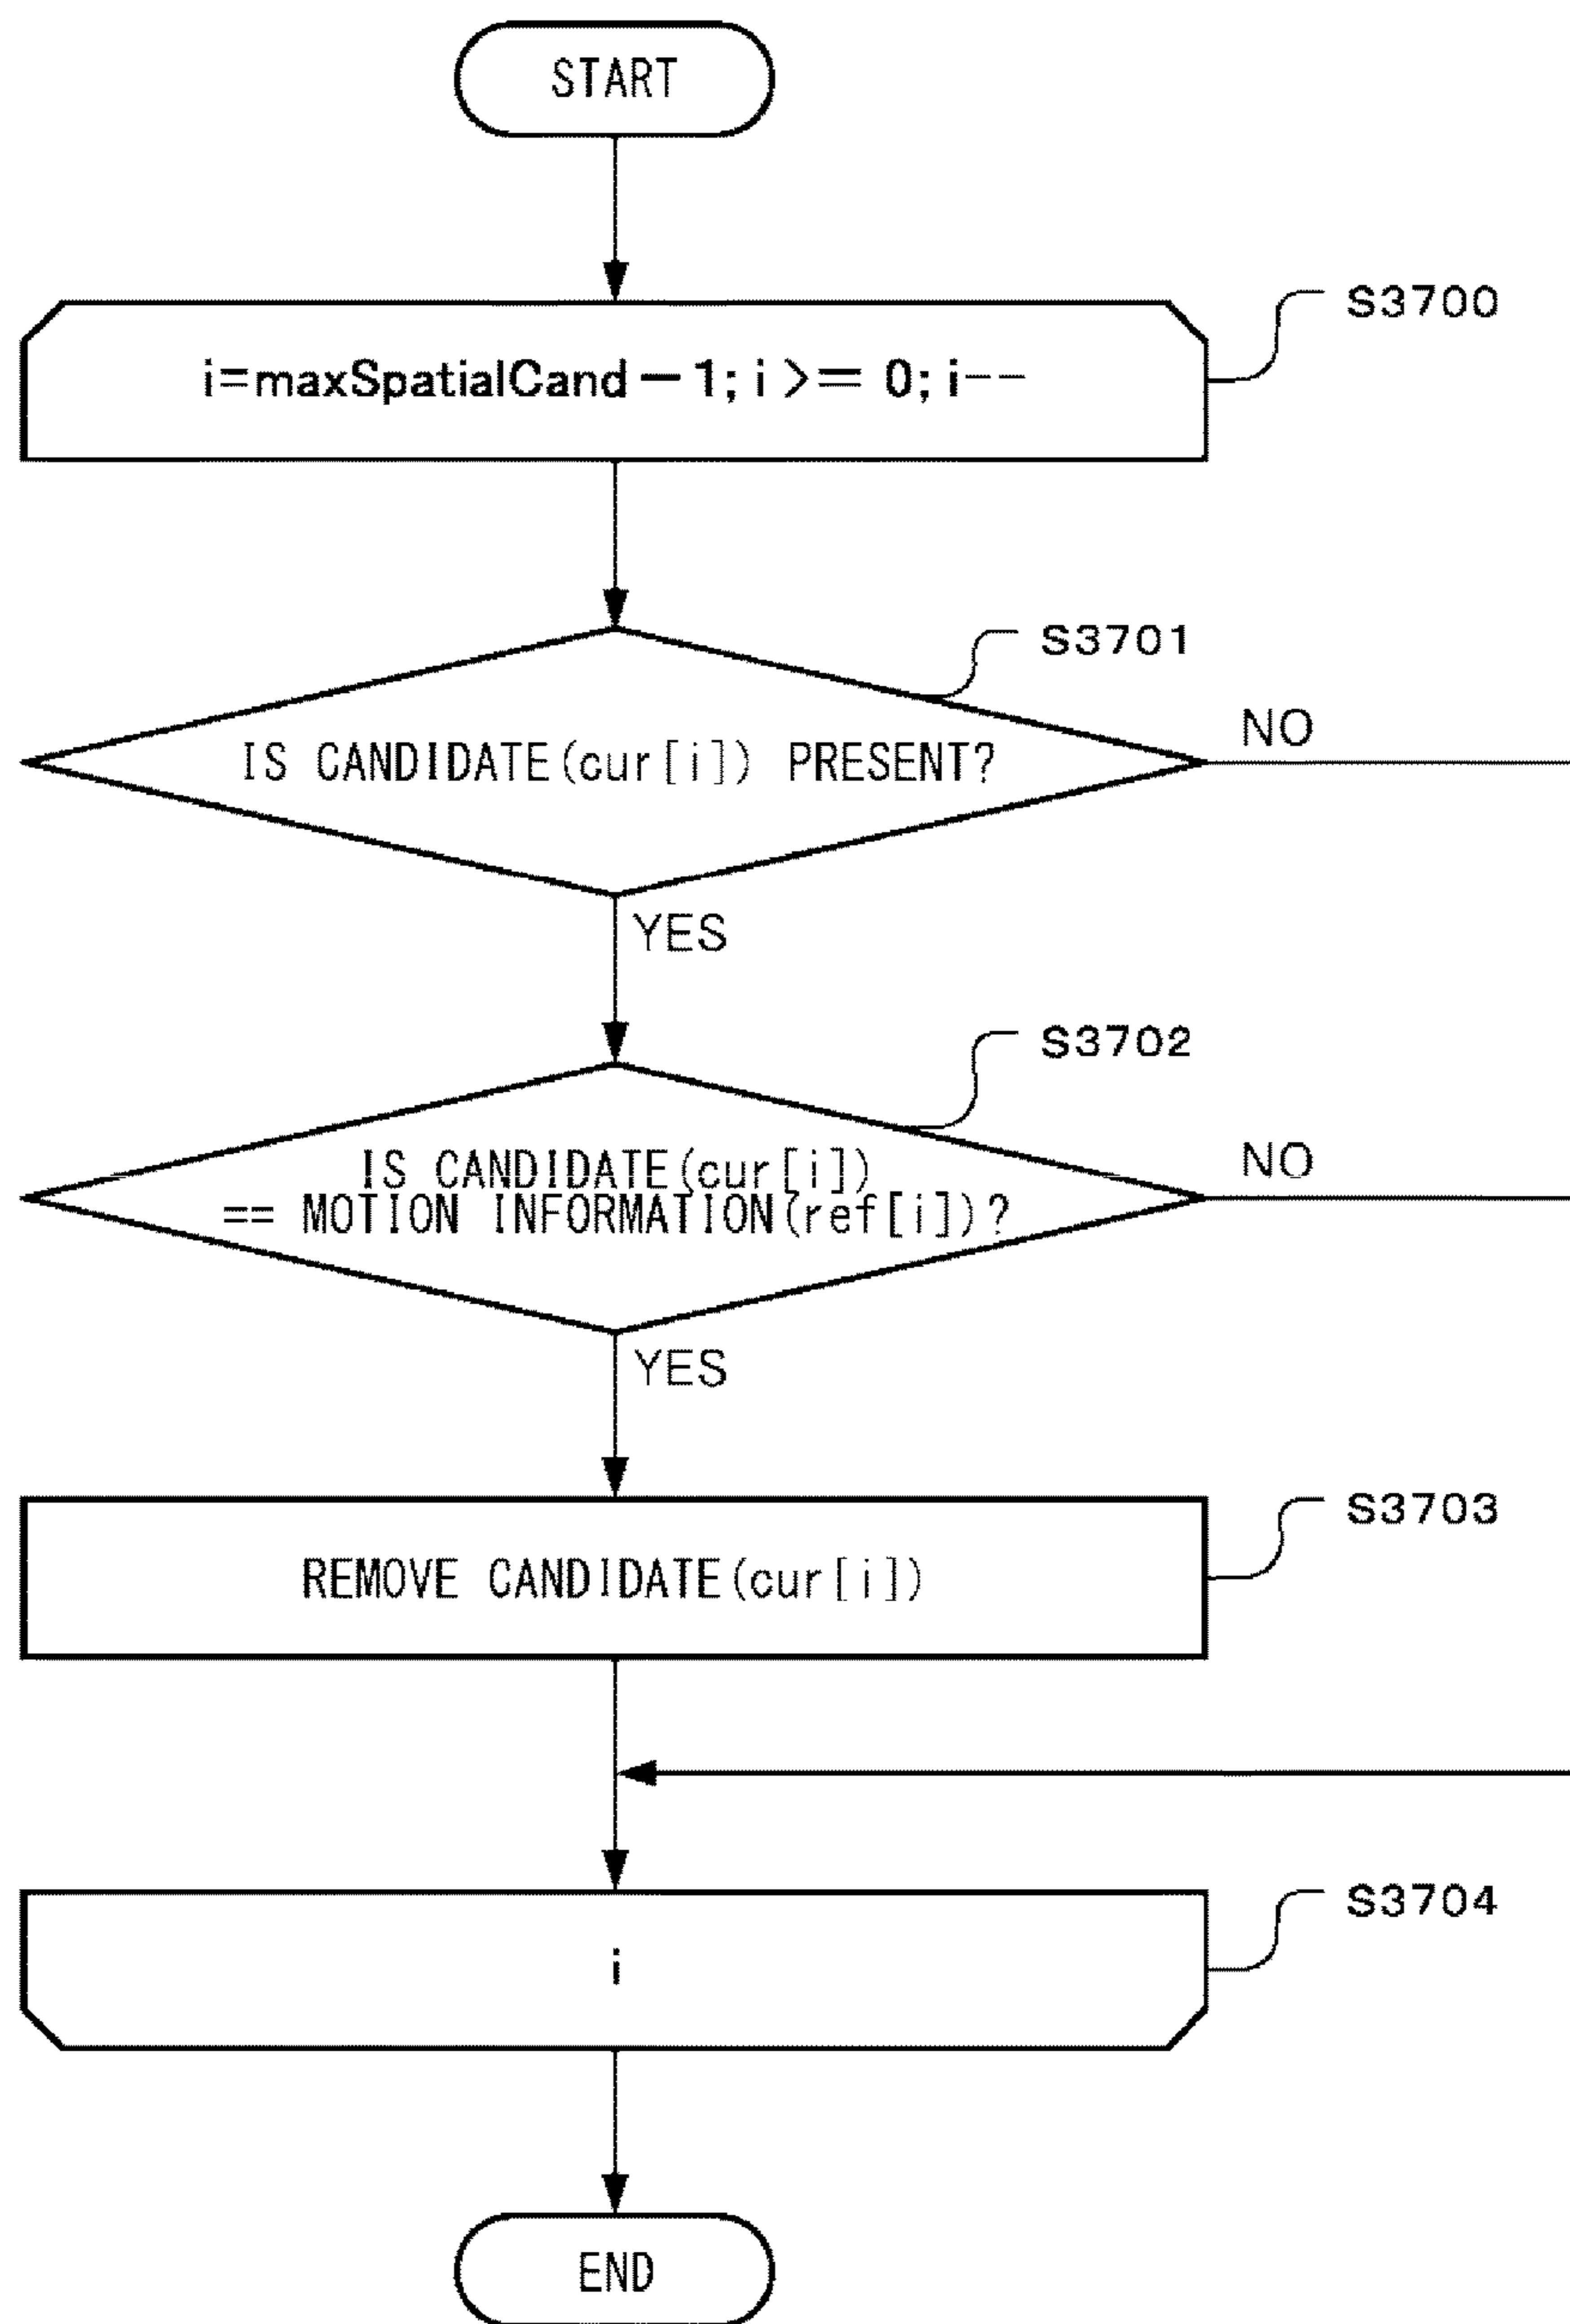 START
i=maxSpatialCand-1; i >= 0; i--
S3700
S3701
IS CANDIDATE(cur[i]) PRESENT?
NO
YES
S3702
IS CANDIDATE(cur[i])
== MOTION INFORMATION(ref[i])?
NO
YES
S3703
REMOVE CANDIDATE(cur[i])
S3704
i
END